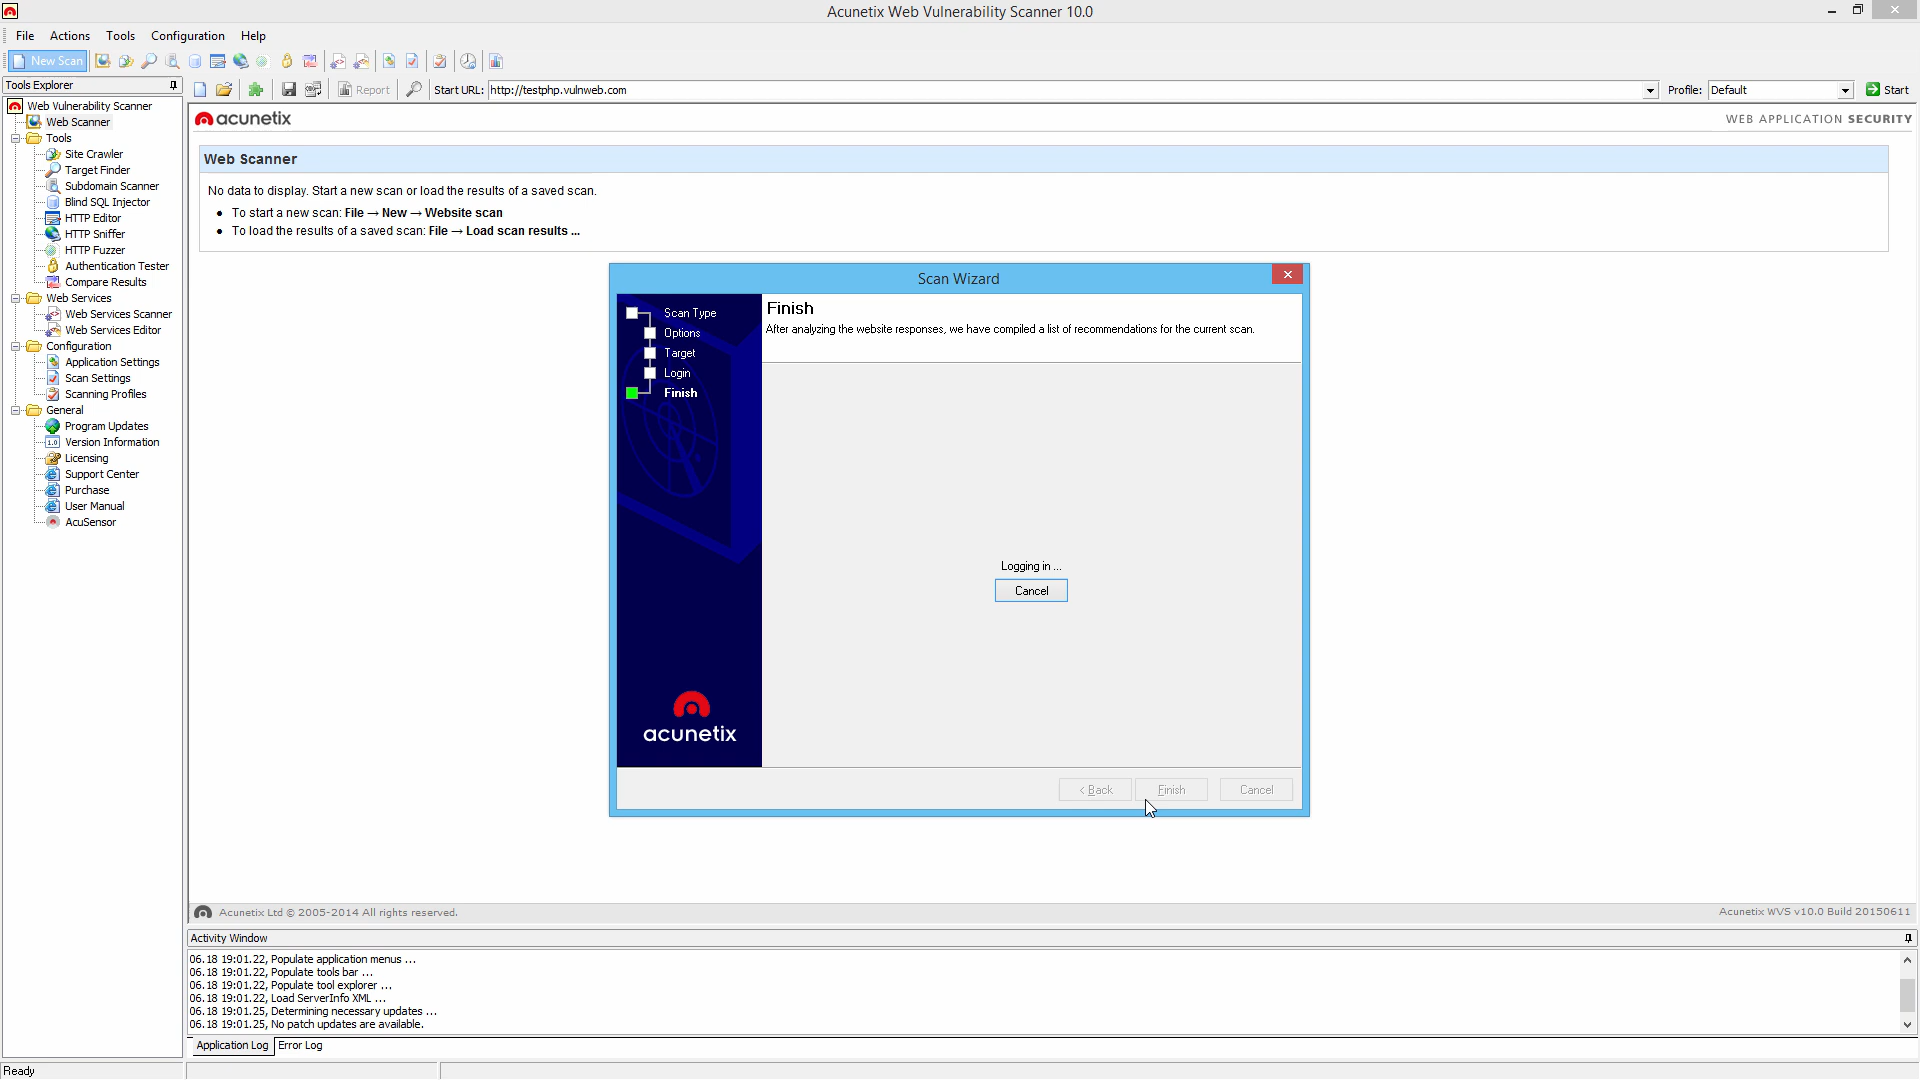 Acunetix Web Vulnerability Scanner 10.0
File Actions Tools Configuration Help
New Scan
Tools Explorer
Report Start URL: http://testphp.vulnweb.com Profile: Default Start
Web Vulnerability Scanner
Web Scanner
Tools
Site Crawler
Target Finder
Subdomain Scanner
Blind SQL Injector
HTTP Editor
HTTP Sniffer
HTTP Fuzzer
Authentication Tester
Compare Results
Web Services
Web Services Scanner
Web Services Editor
Configuration
Application Settings
Scan Settings
Scanning Profiles
General
Program Updates
1.0 Version Information
Licensing
Support Center
Purchase
User Manual
AcuSensor
acunetix WEB APPLICATION SECURITY
Web Scanner
No data to display. Start a new scan or load the results of a saved scan.
• To start a new scan: File → New → Website scan
• To load the results of a saved scan: File → Load scan results ...
Scan Wizard
Scan Type
Options
Target
Login
Finish
acunetix
Finish
After analyzing the website responses, we have compiled a list of recommendations for the current scan.
Logging in ...
Cancel
< Back Finish Cancel
Acunetix Ltd © 2005-2014 All rights reserved. Acunetix WVS v10.0 Build 20150611
Activity Window
06.18 19:01.22, Populate application menus ...
06.18 19:01.22, Populate tools bar ...
06.18 19:01.22, Populate tool explorer ...
06.18 19:01.22, Load ServerInfo XML ...
06.18 19:01.25, Determining necessary updates ...
06.18 19:01.25, No patch updates are available.
Application Log Error Log
Ready